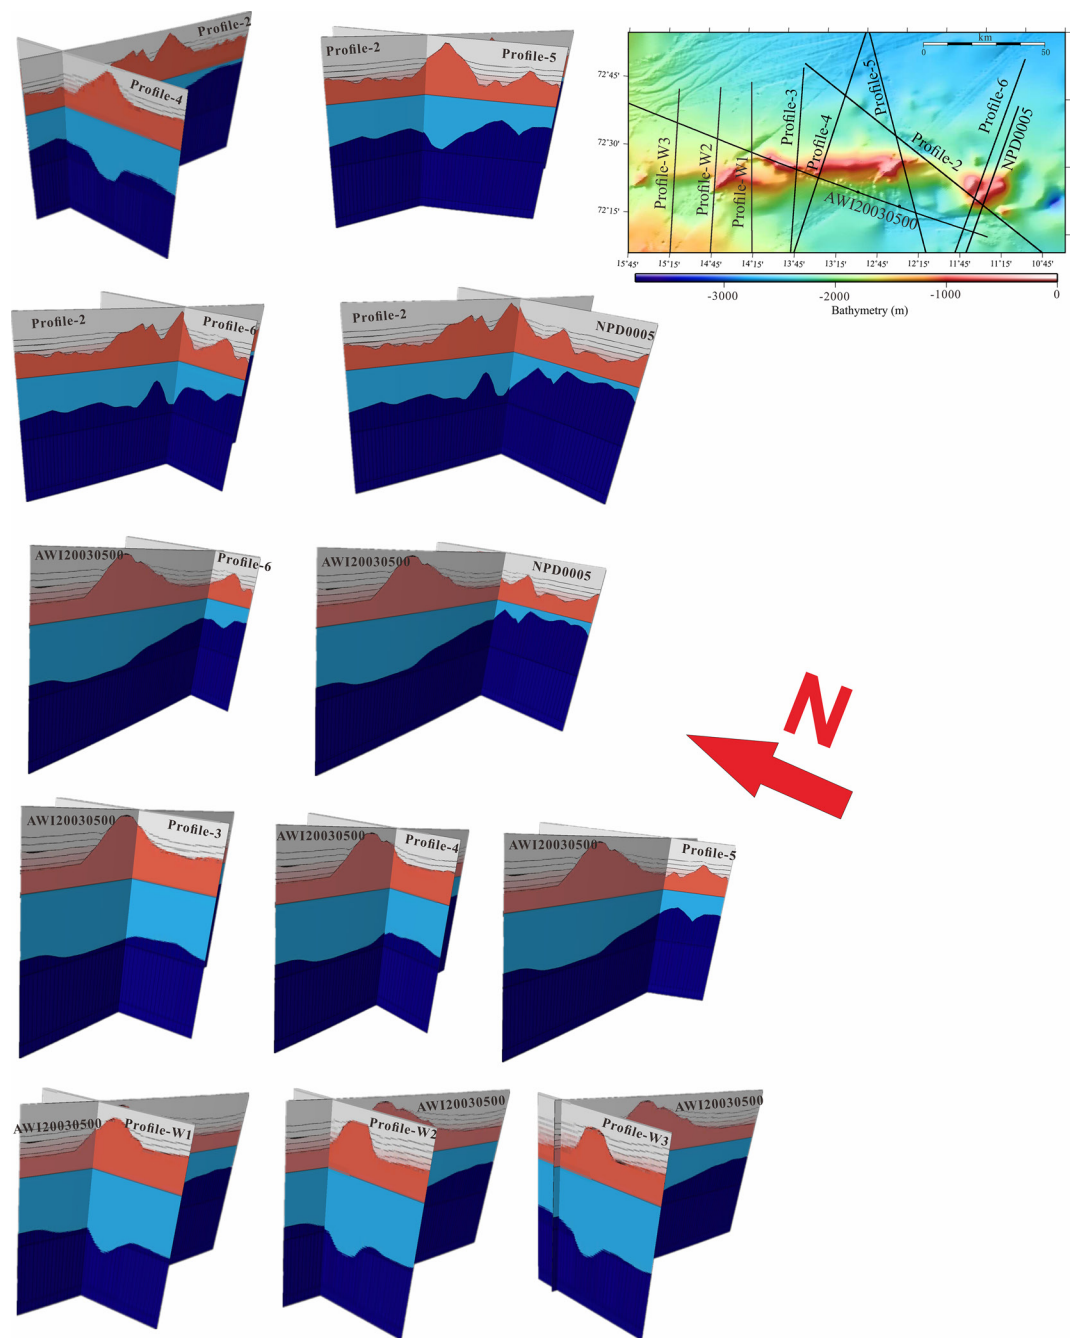 Profile-2
Profile-4
Profile-2
Profile-5
km
0
50
72°45'
72°30'
72°15'
Profile-W3
Profile-W2
Profile-W1
Profile-3
Profile-4
Profile-5
Profile-2
Profile-6
NPD0005
AWI20030500
15°45'
15°15'
14°45'
14°15'
13°45'
13°15'
12°45'
12°15'
11°45'
11°15'
10°45'
-3000
-2000
-1000
0
Bathymetry (m)
Profile-2
Profile-6
Profile-2
NPD0005
AWI20030500
Profile-6
AWI20030500
NPD0005
N
AWI20030500
Profile-3
AWI20030500
Profile-4
AWI20030500
Profile-5
AWI20030500
Profile-W1
AWI20030500
Profile-W2
AWI20030500
Profile-W3